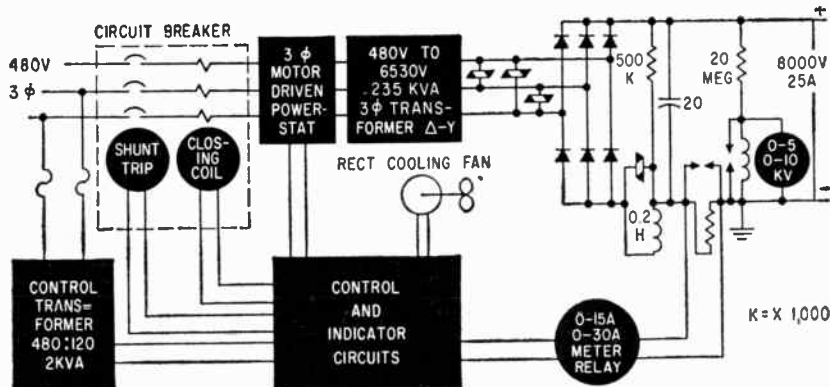 CIRCUIT BREAKER
480V
3 ϕ
SHUNT
TRIP
CLOS-
ING
COIL
3 ϕ
MOTOR
DRIVEN
POWER-
STAT
480V TO
6530V
235 KVA
3ϕ TRANS-
FORMER Δ-Y
500
K
20
20
MEG
+
8000V
25A
0-5
0-10
KV
-
0.2
H
RECT COOLING FAN
CONTROL
TRANS=
FORMER
480:120
2KVA
CONTROL
AND
INDICATOR
CIRCUITS
0-15A
0-30A
METER
RELAY
K=X 1,000